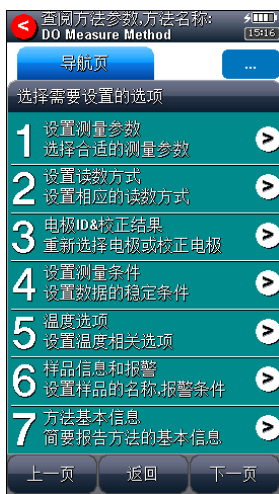 查阅方法参数,方法名称:
DO Measure Method
15:16
导航页
...
选择需要设置的选项
1 设置测量参数
选择合适的测量参数
2 设置读数方式
设置相应的读数方式
3 电极ID&校正结果
重新选择电极或校正电极
4 设置测量条件
设置数据的稳定条件
5 温度选项
设置温度相关选项
6 样品信息和报警
设置样品的名称,报警条件
7 方法基本信息
简要报告方法的基本信息
上一页 返回 下一页